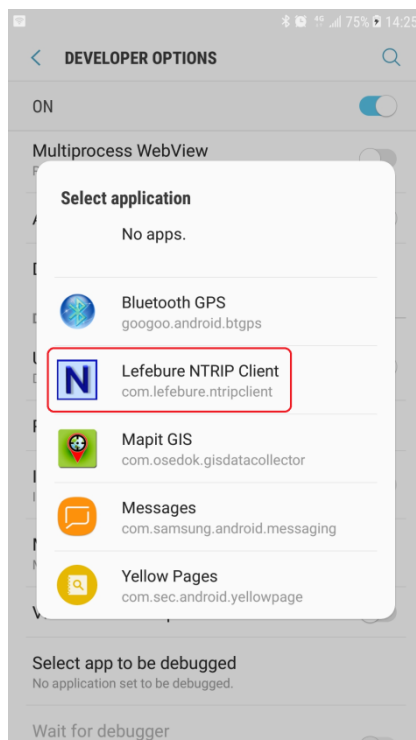 75% 14:25
DEVELOPER OPTIONS
ON
Multiprocess WebView
Select application
No apps.
Bluetooth GPS
googoo.android.btgps
N
Lefebure NTRIP Client
com.lefebure.ntripclient
Mapit GIS
com.osedok.gisdatacollector
Messages
com.samsung.android.messaging
Yellow Pages
com.sec.android.yellowpage
Select app to be debugged
No application set to be debugged.
Wait for debugger